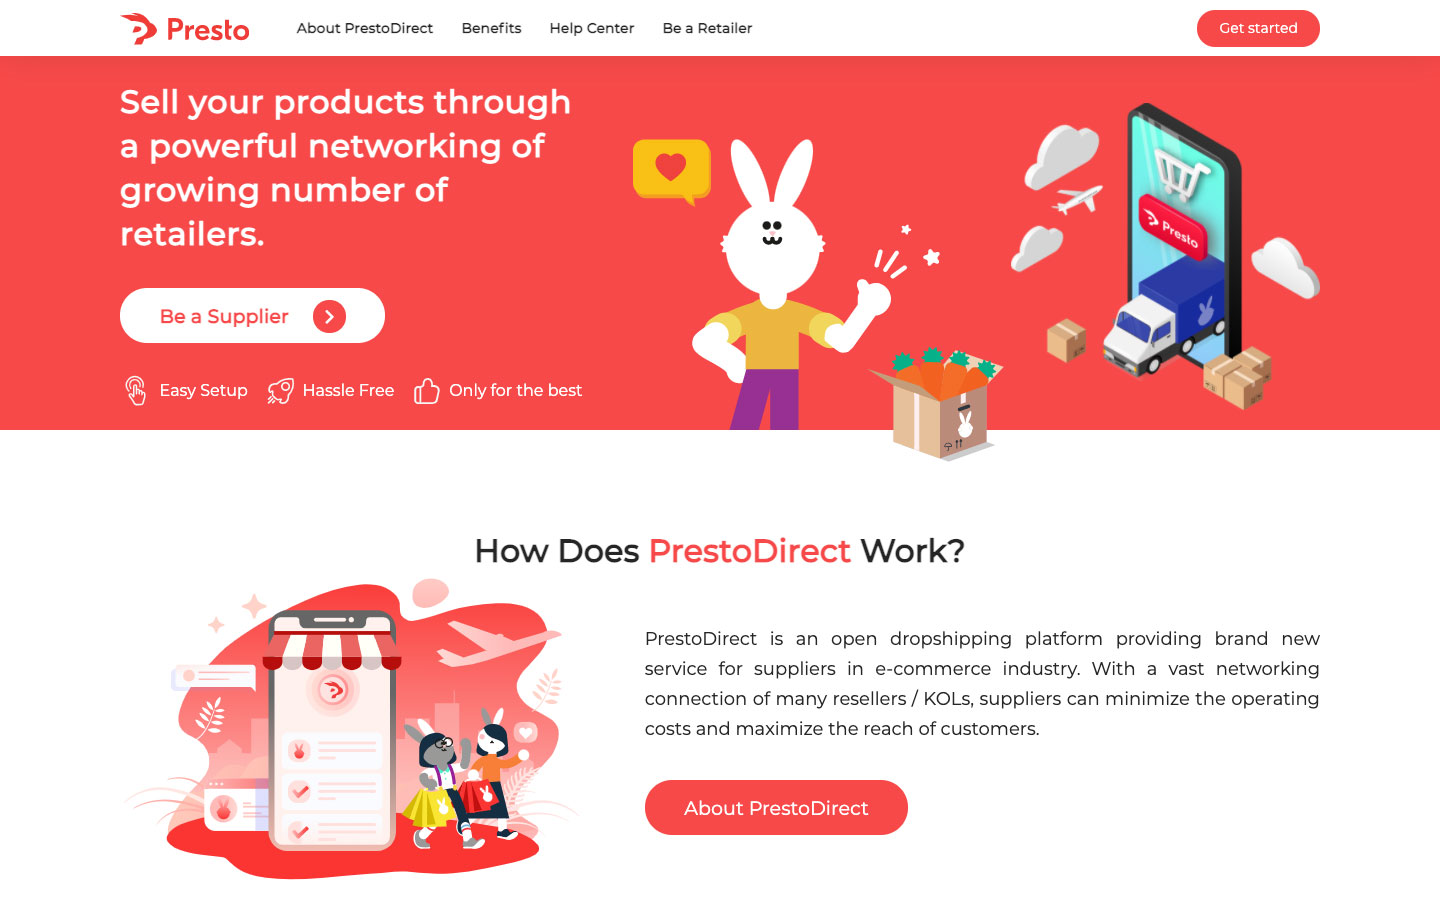 Presto
About PrestoDirect
Benefits
Help Center
Be a Retailer
Get started
Sell your products through
a powerful networking of
growing number of
retailers.
Be a Supplier
Easy Setup
Hassle Free
Only for the best
Presto
How Does PrestoDirect Work?
PrestoDirect is an open dropshipping platform providing brand new
service for suppliers in e-commerce industry. With a vast networking
connection of many resellers / KOLs, suppliers can minimize the operating
costs and maximize the reach of customers.
About PrestoDirect